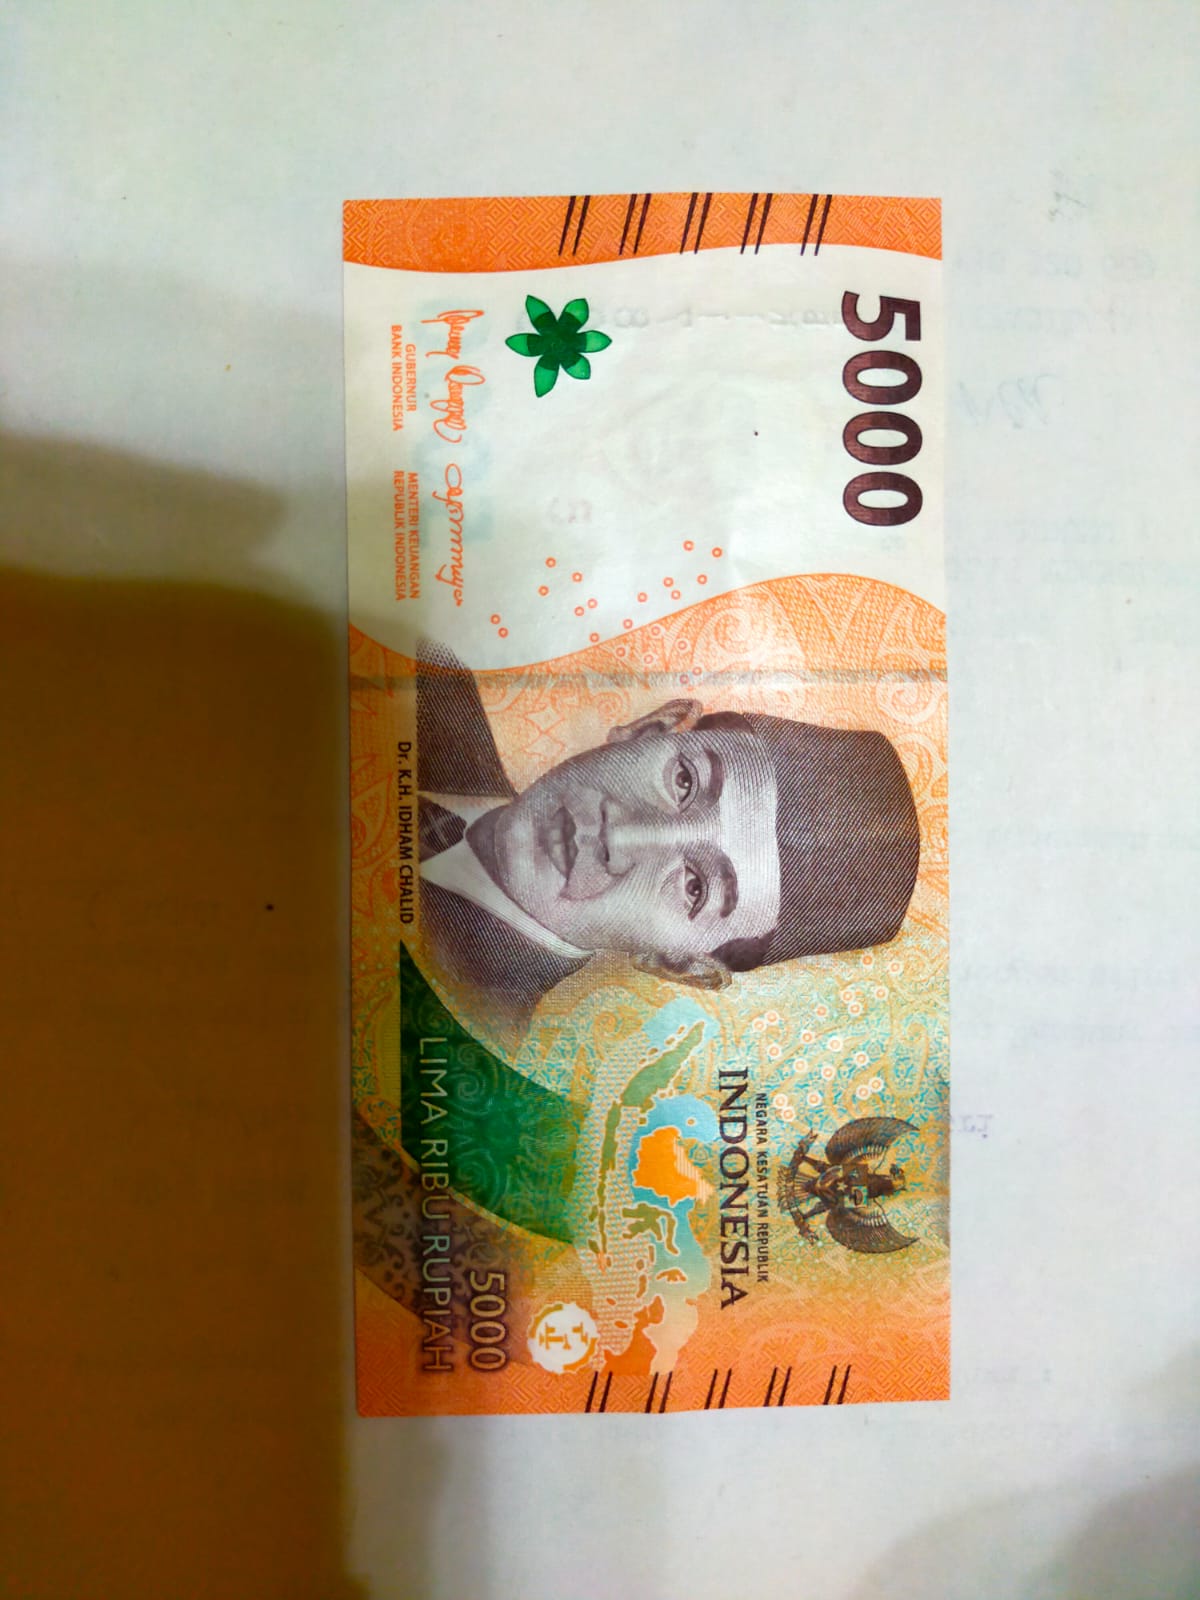 5000
GUBERNUR
BANK INDONESIA
MENTERI KEUANGAN
REPUBLIK INDONESIA
Dr. K.H. IDHAM CHALID
NEGARA KESATUAN REPUBLIK
INDONESIA
5000
LIMA RIBU RUPIAH